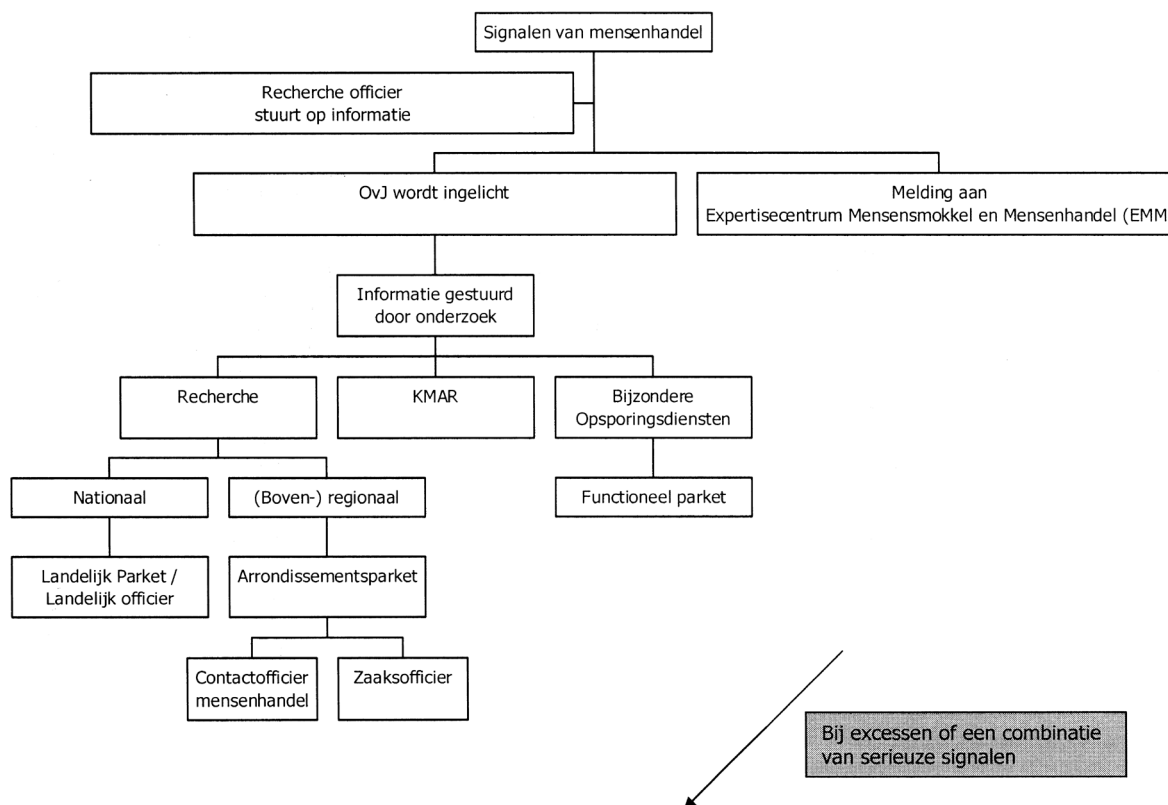 Signalen van mensenhandel
Recherche officier
stuurt op informatie
OvJ wordt ingelicht
Melding aan
Expertisecentrum Mensensmokkel en Mensenhandel (EMM
Informatie gestuurd
door onderzoek
Recherche
KMAR
Bijzondere
Opsporingsdiensten
Nationaal
(Boven-) regionaal
Functioneel parket
Landelijk Parket /
Landelijk officier
Arrondissementsparket
Contactofficier
mensenhandel
Zaaksofficier
Bij excessen of een combinatie
van serieuze signalen